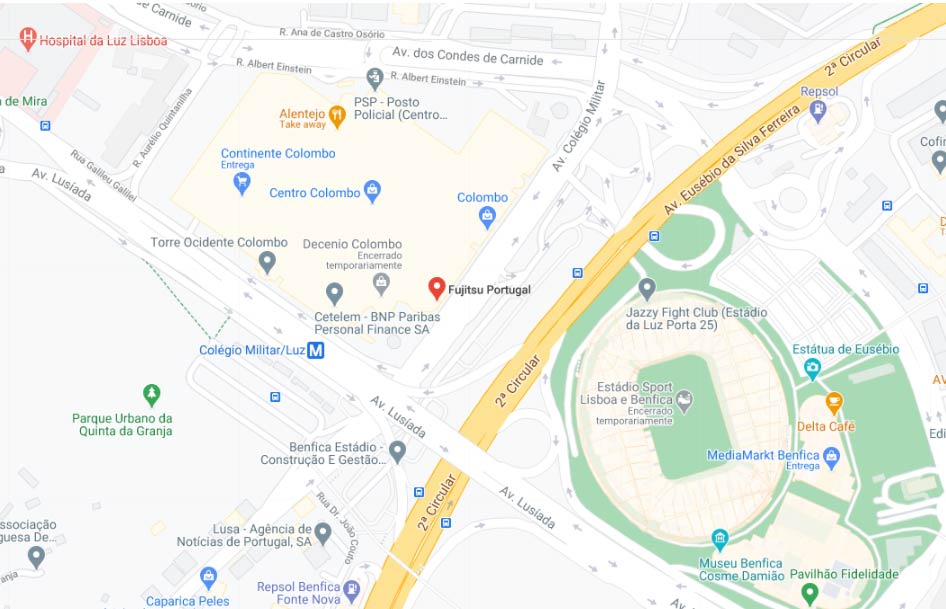 de Carnide
Hospital da Luz Lisboa
R. Ana de Castro Osório
Av. dos Condes de Carnide
2ª Circular
R. Albert Einstein
R. Albert Einstein
Repsol
de Mira
R. Aurélio Quintanilha
Alentejo
Take away
PSP - Posto
Policial (Centro...
Av. Colégio Militar
Av. Eusébio da Silva Ferreira
Cofin
Rua Galileu Galilei
Continente Colombo
Entrega
Av. Lusíada
Centro Colombo
Colombo
Torre Ocidente Colombo
Decenio Colombo
Encerrado
temporariamente
Fujitsu Portugal
Cetelem - BNP Paribas
Personal Finance SA
Jazzy Fight Club (Estádio
da Luz Porta 25)
Colégio Militar/Luz
M
Estátua de Eusébio
2ª Circular
Estádio Sport
Lisboa e Benfica
Encerrado
temporariamente
AV
Parque Urbano da
Quinta da Granja
Av. Lusíada
Delta Café
Edi
Benfica Estádio -
Construção E Gestão...
MediaMarkt Benfica
Entrega
2ª Circular
Av. Lusíada
Rua Dr. João Couto
ssociação
guesa De...
Lusa - Agência de
Notícias de Portugal, SA
Museu Benfica
Cosme Damião
Pavilhão Fidelidade
anja
Caparica Peles
Repsol Benfica
Fonte Nova
Av.